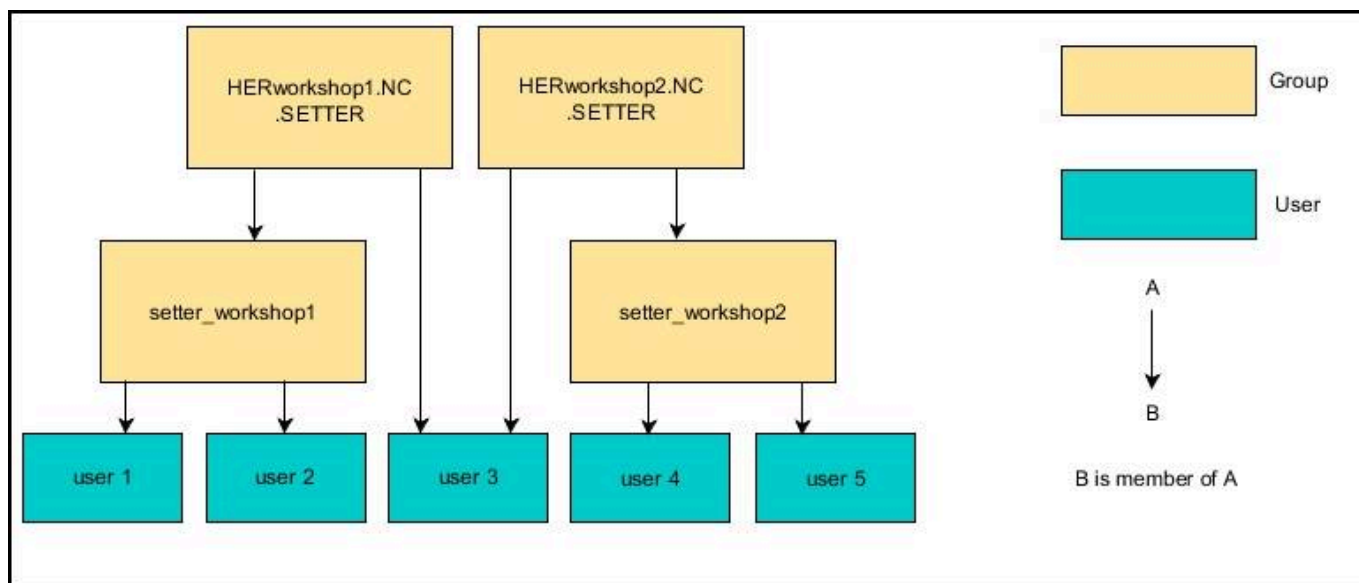 HERworkshop1.NC
.SETTER
HERworkshop2.NC
.SETTER
Group
User
setter_workshop1
setter_workshop2
A
B
user 1
user 2
user 3
user 4
user 5
B is member of A